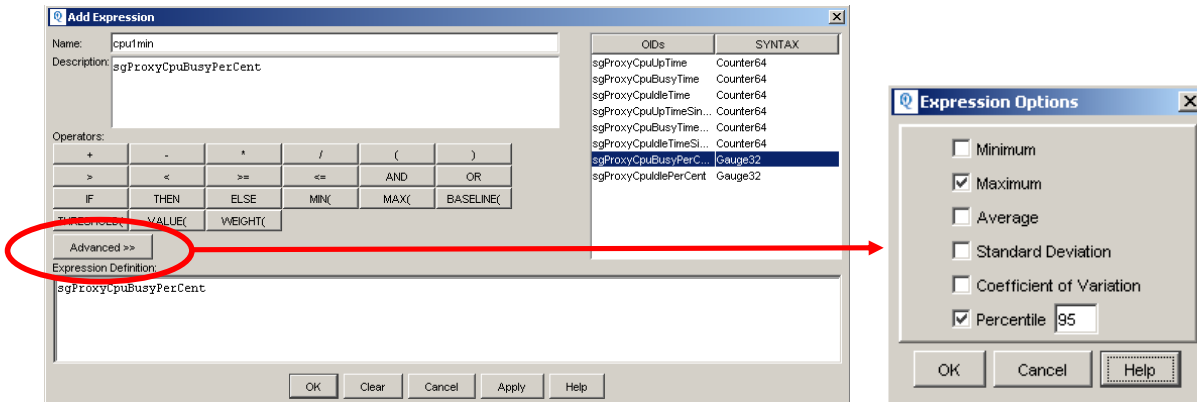 Add Expression
Name: cpu1min
Description: sgProxyCpuBusyPerCent
Operators:
+ - * / ( )
> < >= <= AND OR
IF THEN ELSE MIN( MAX( BASELINE(
THRESHOLD( VALUE( WEIGHT(
Advanced >>
Expression Definition:
sgProxyCpuBusyPerCent
OIDs SYNTAX
sgProxyCpuUpTime Counter64
sgProxyCpuBusyTime Counter64
sgProxyCpuIdleTime Counter64
sgProxyCpuUpTimeSin... Counter64
sgProxyCpuBusyTime... Counter64
sgProxyCpuIdleTimeSi... Counter64
sgProxyCpuBusyPerC... Gauge32
sgProxyCpuIdlePerCent Gauge32
OK Clear Cancel Apply Help
Expression Options
Minimum
Maximum
Average
Standard Deviation
Coefficient of Variation
Percentile 95
OK Cancel Help